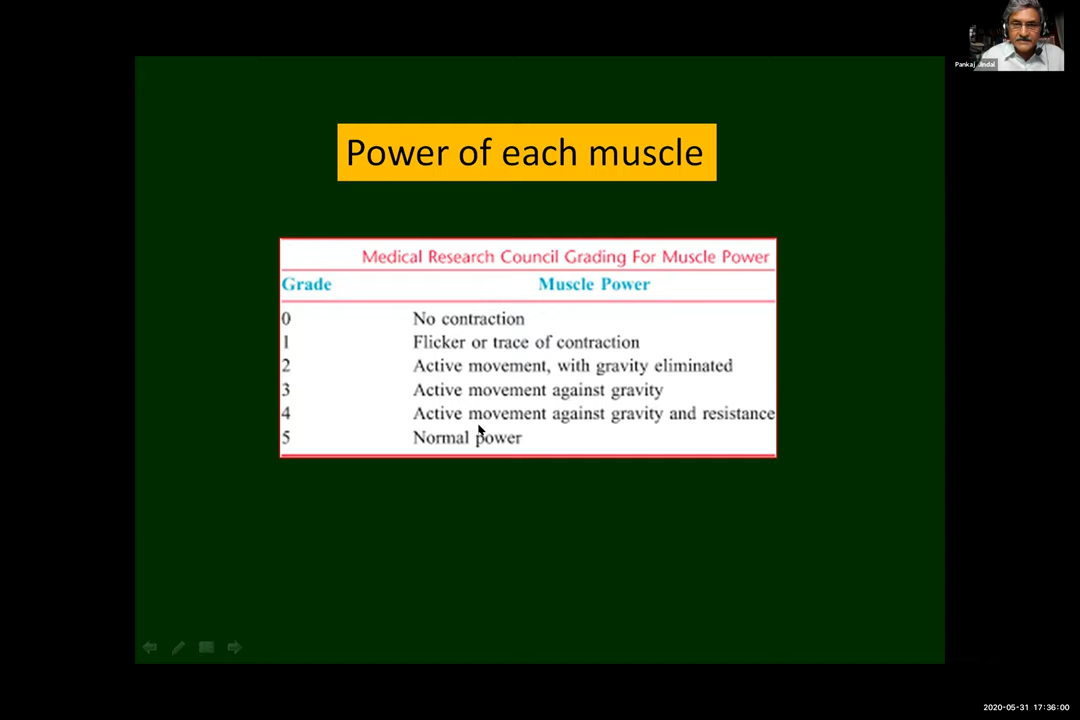 Pankaj Jindal
Power of each muscle
Medical Research Council Grading For Muscle Power
Grade Muscle Power
0 No contraction
1 Flicker or trace of contraction
2 Active movement, with gravity eliminated
3 Active movement against gravity
4 Active movement against gravity and resistance
5 Normal power
2020-05-31 17:36:00